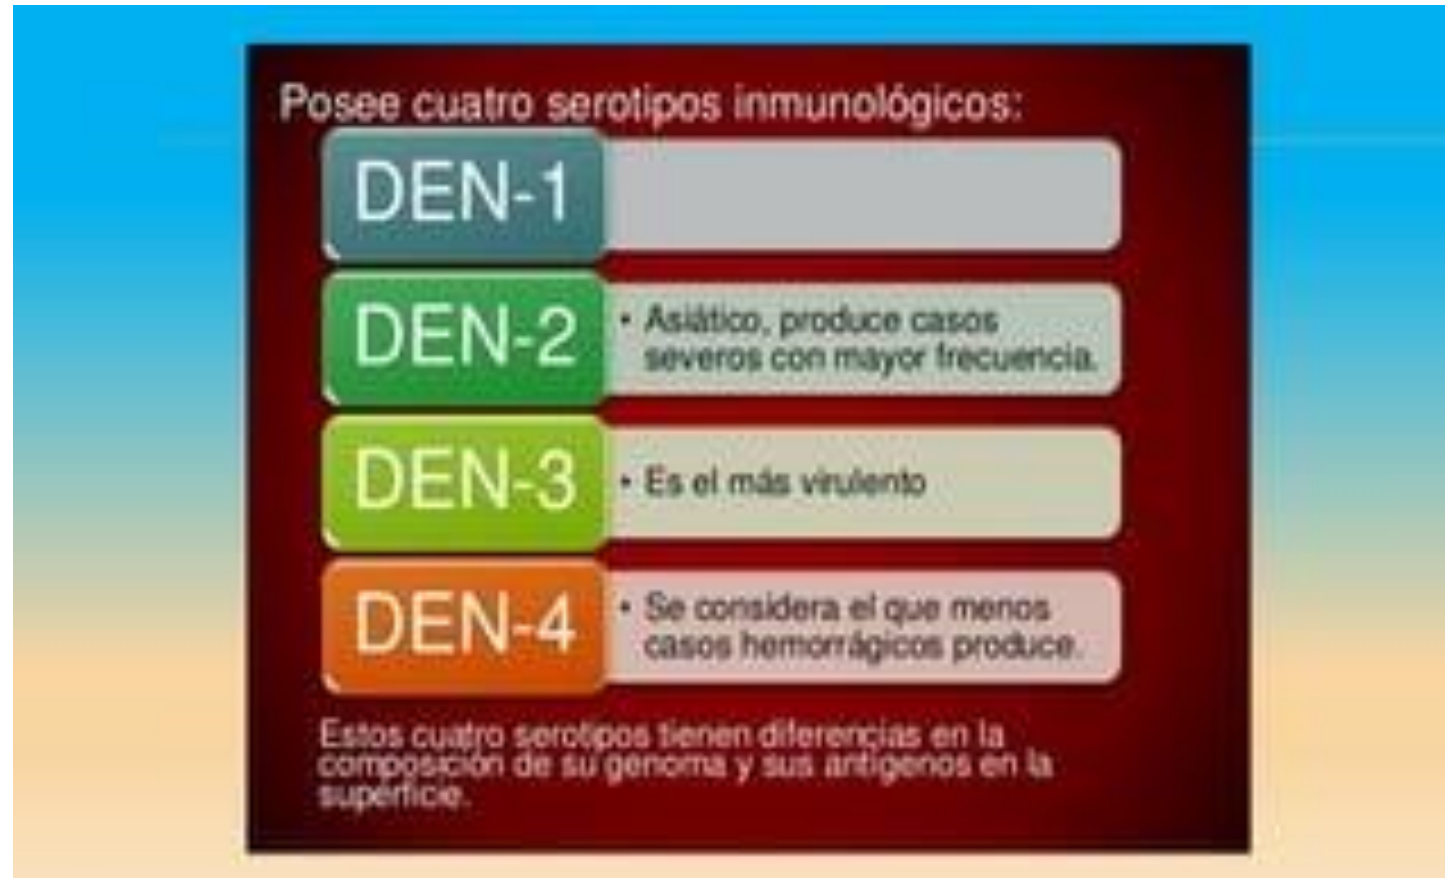 Posee cuatro serotipos inmunológicos:
DEN-1
DEN-2
• Asiático, produce casos
severos con mayor frecuencia.
DEN-3
• Es el más virulento
DEN-4
• Se considera el que menos
casos hemorrágicos produce.
Estos cuatro serotipos tienen diferencias en la
composición de su genoma y sus antígenos en la
superficie.